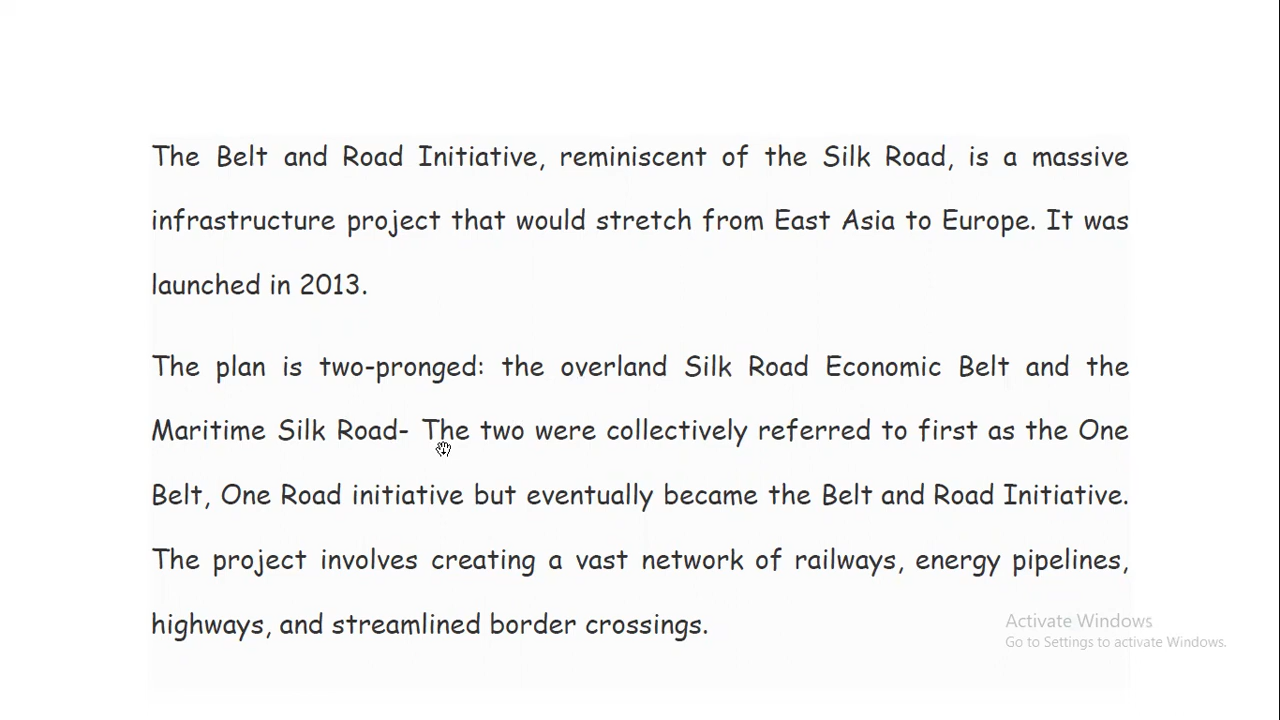 The Belt and Road Initiative, reminiscent of the Silk Road, is a massive
infrastructure project that would stretch from East Asia to Europe. It was
launched in 2013.
The plan is two-pronged: the overland Silk Road Economic Belt and the
Maritime Silk Road- The two were collectively referred to first as the One
Belt, One Road initiative but eventually became the Belt and Road Initiative.
The project involves creating a vast network of railways, energy pipelines,
highways, and streamlined border crossings.
Activate Windows
Go to Settings to activate Windows.